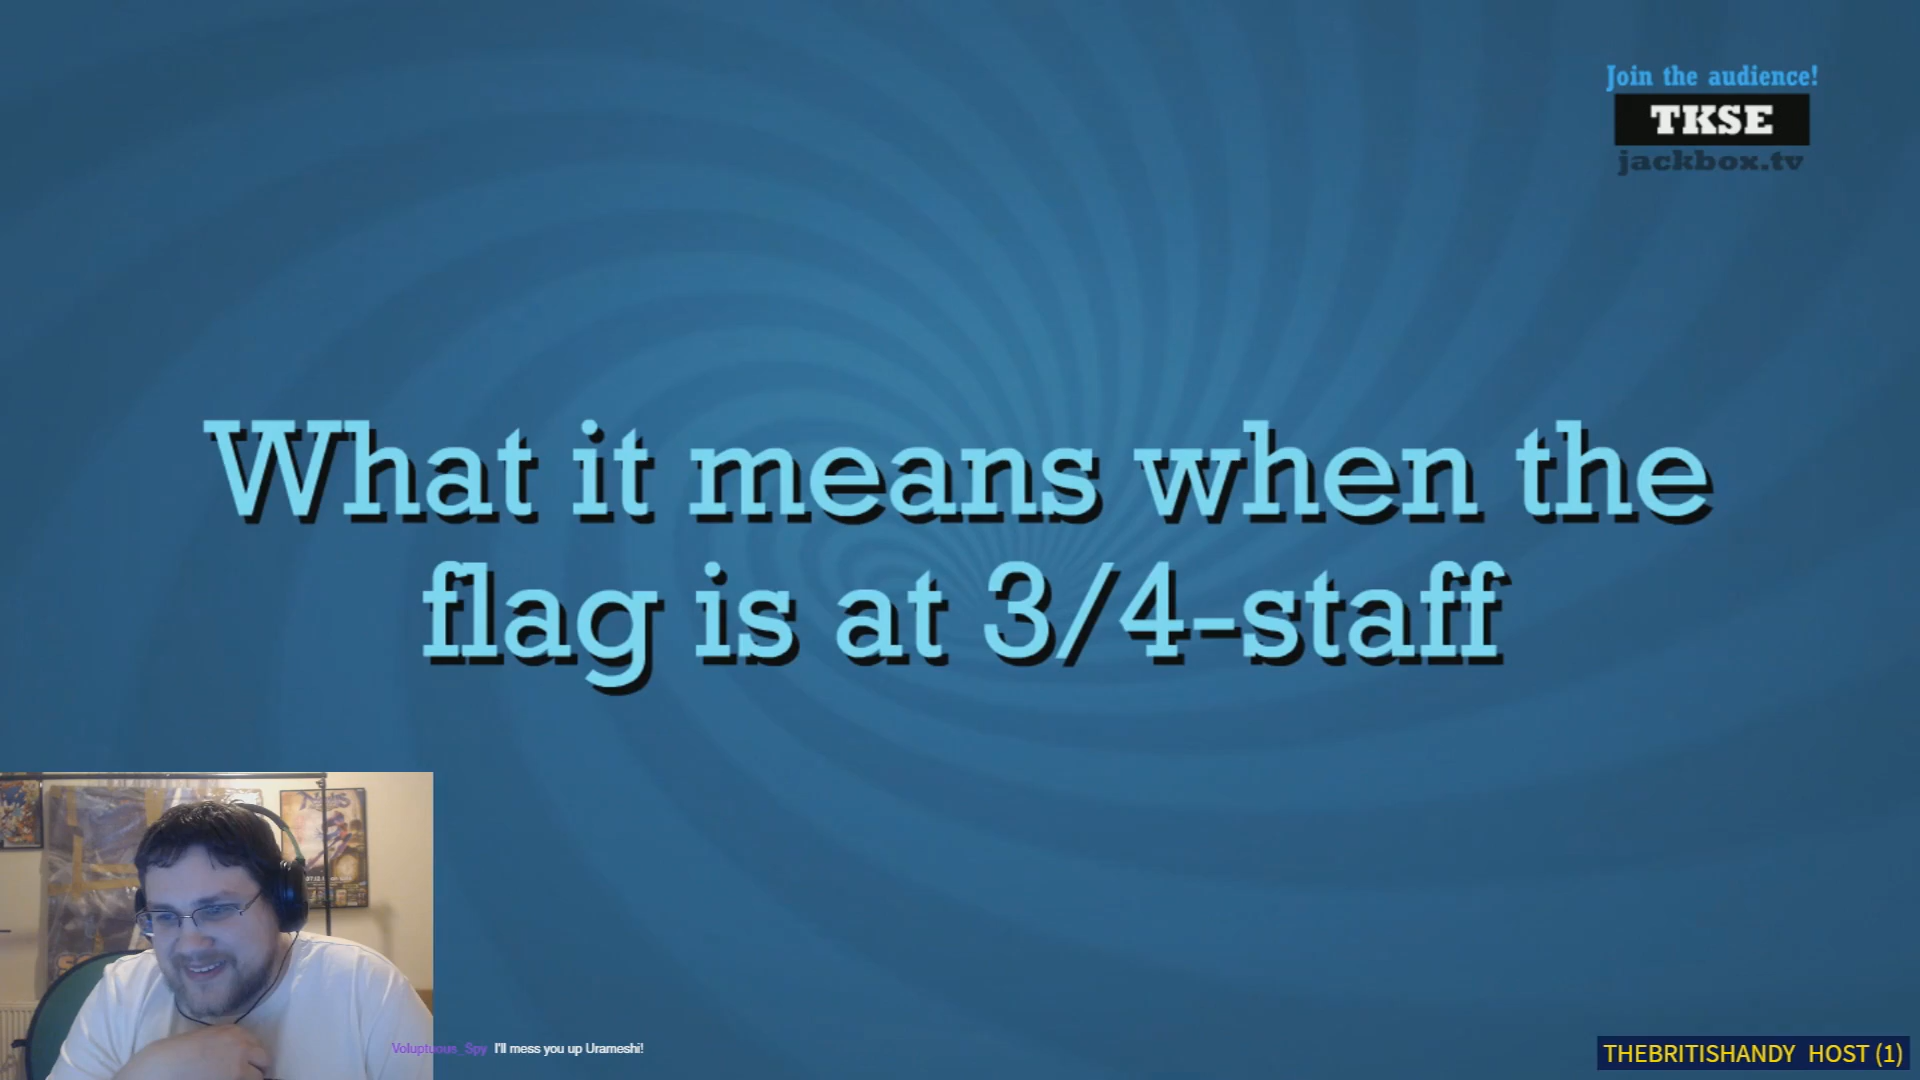 Join the audience!
TKSE
jackbox.tv
What it means when the
flag is at 3/4-staff
Voluptuous_Spy I'll mess you up Urameshi!
THEBRITISHANDY HOST (1)